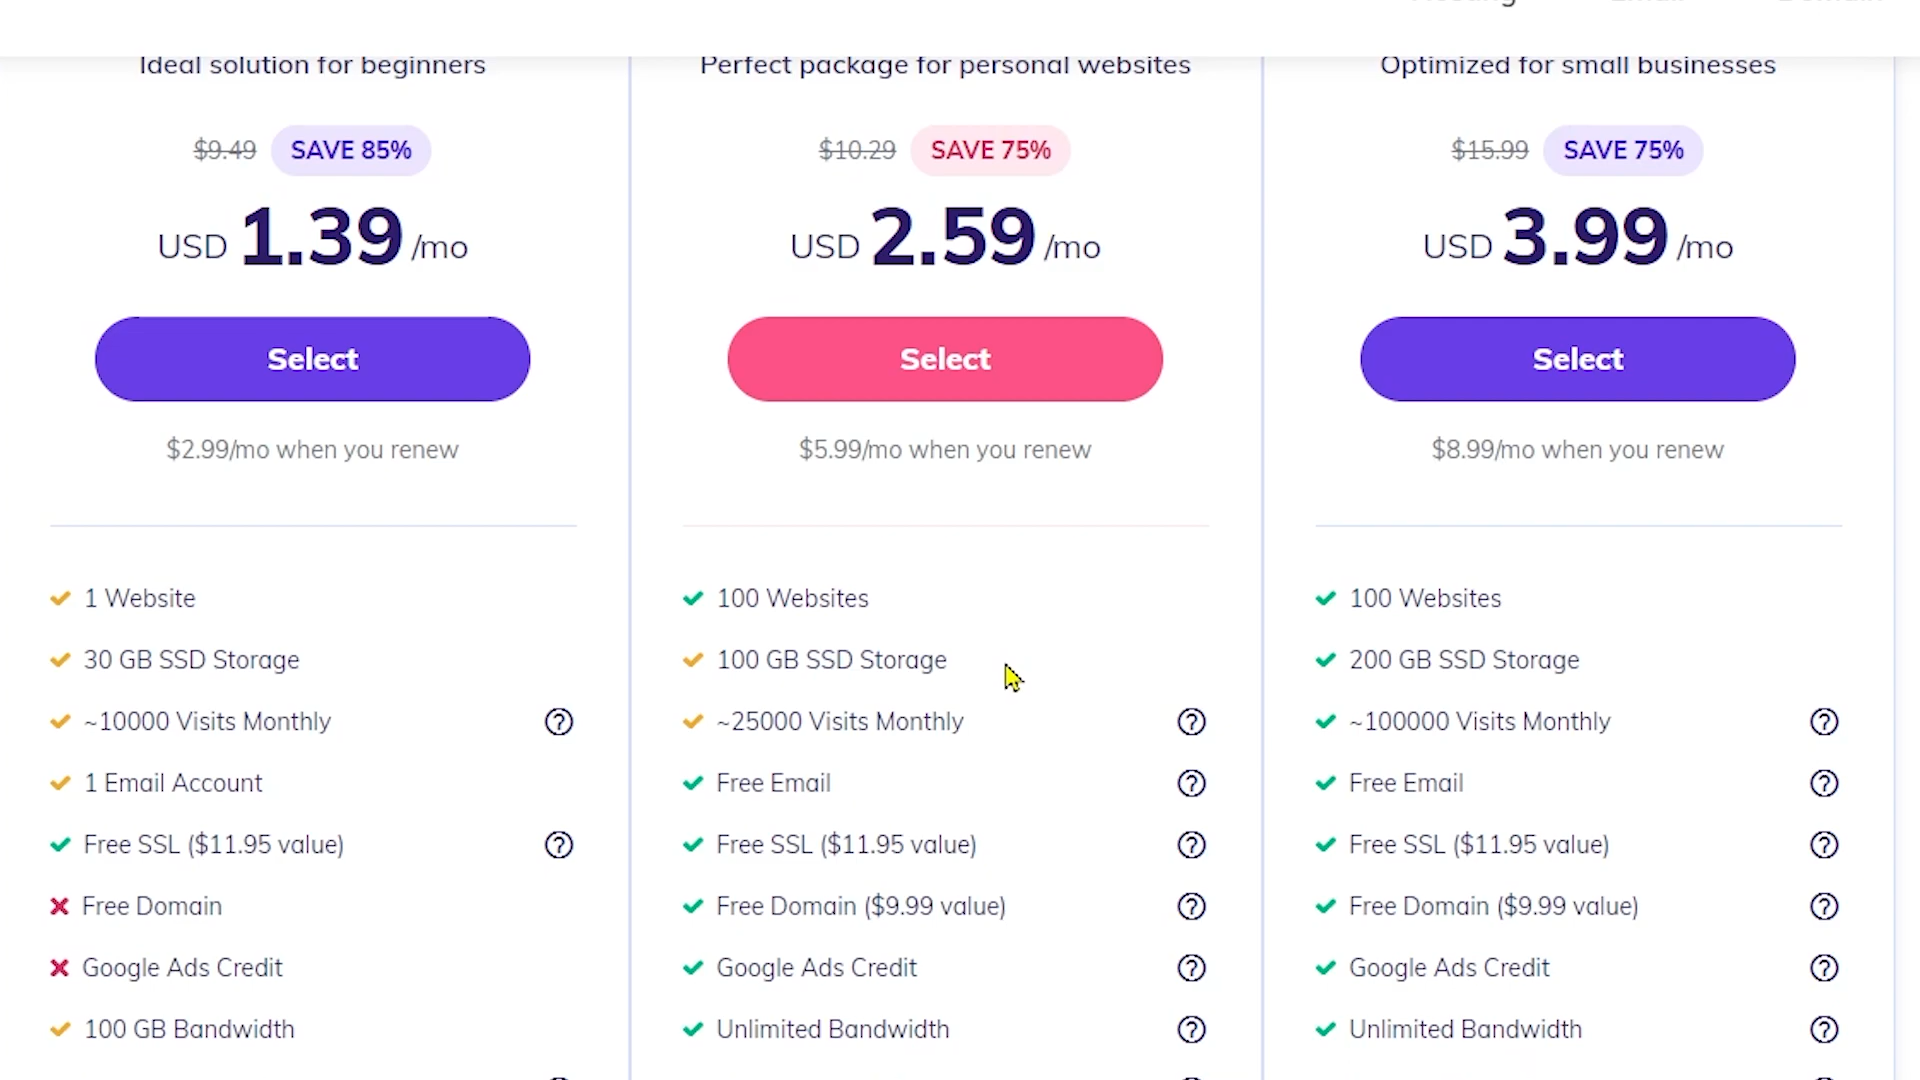 Ideal solution for beginners
$9.49 SAVE 85%
USD 1.39 /mo
Select
$2.99/mo when you renew
1 Website
30 GB SSD Storage
~10000 Visits Monthly
1 Email Account
Free SSL ($11.95 value)
Free Domain
Google Ads Credit
100 GB Bandwidth
Perfect package for personal websites
$10.29 SAVE 75%
USD 2.59 /mo
Select
$5.99/mo when you renew
100 Websites
100 GB SSD Storage
~25000 Visits Monthly
Free Email
Free SSL ($11.95 value)
Free Domain ($9.99 value)
Google Ads Credit
Unlimited Bandwidth
Optimized for small businesses
$15.99 SAVE 75%
USD 3.99 /mo
Select
$8.99/mo when you renew
100 Websites
200 GB SSD Storage
~100000 Visits Monthly
Free Email
Free SSL ($11.95 value)
Free Domain ($9.99 value)
Google Ads Credit
Unlimited Bandwidth